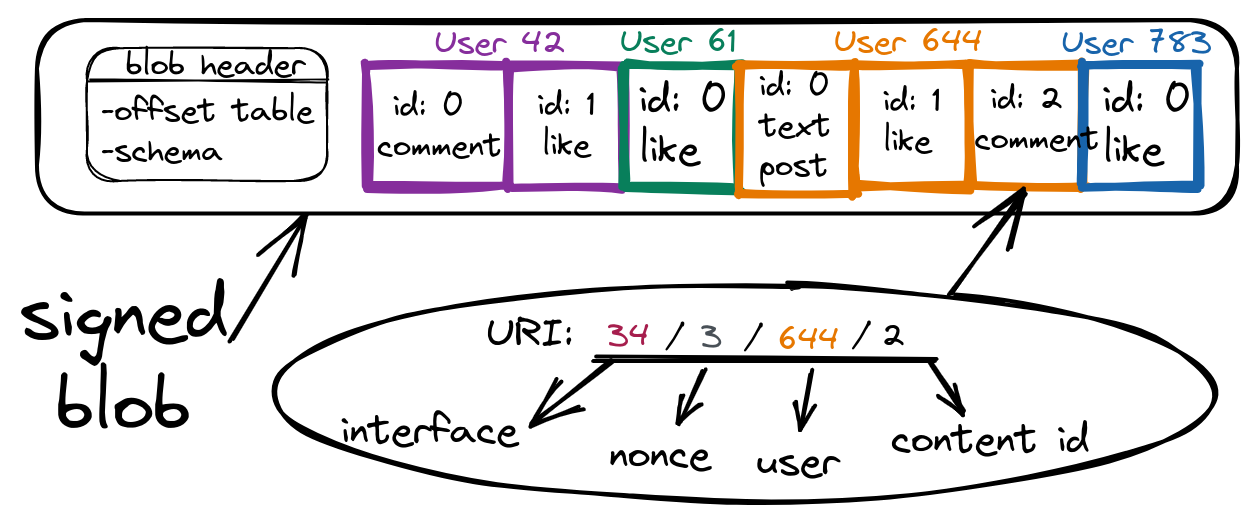 User 42
User 61
User 644
User 783
blob header
-offset table
-schema
id: 0
comment
id: 1
like
id: 0
like
id: 0
text
post
id: 1
like
id: 2
comment
id: 0
like
signed
blob
URI: 34 / 3 / 644 / 2
interface
nonce
user
content id